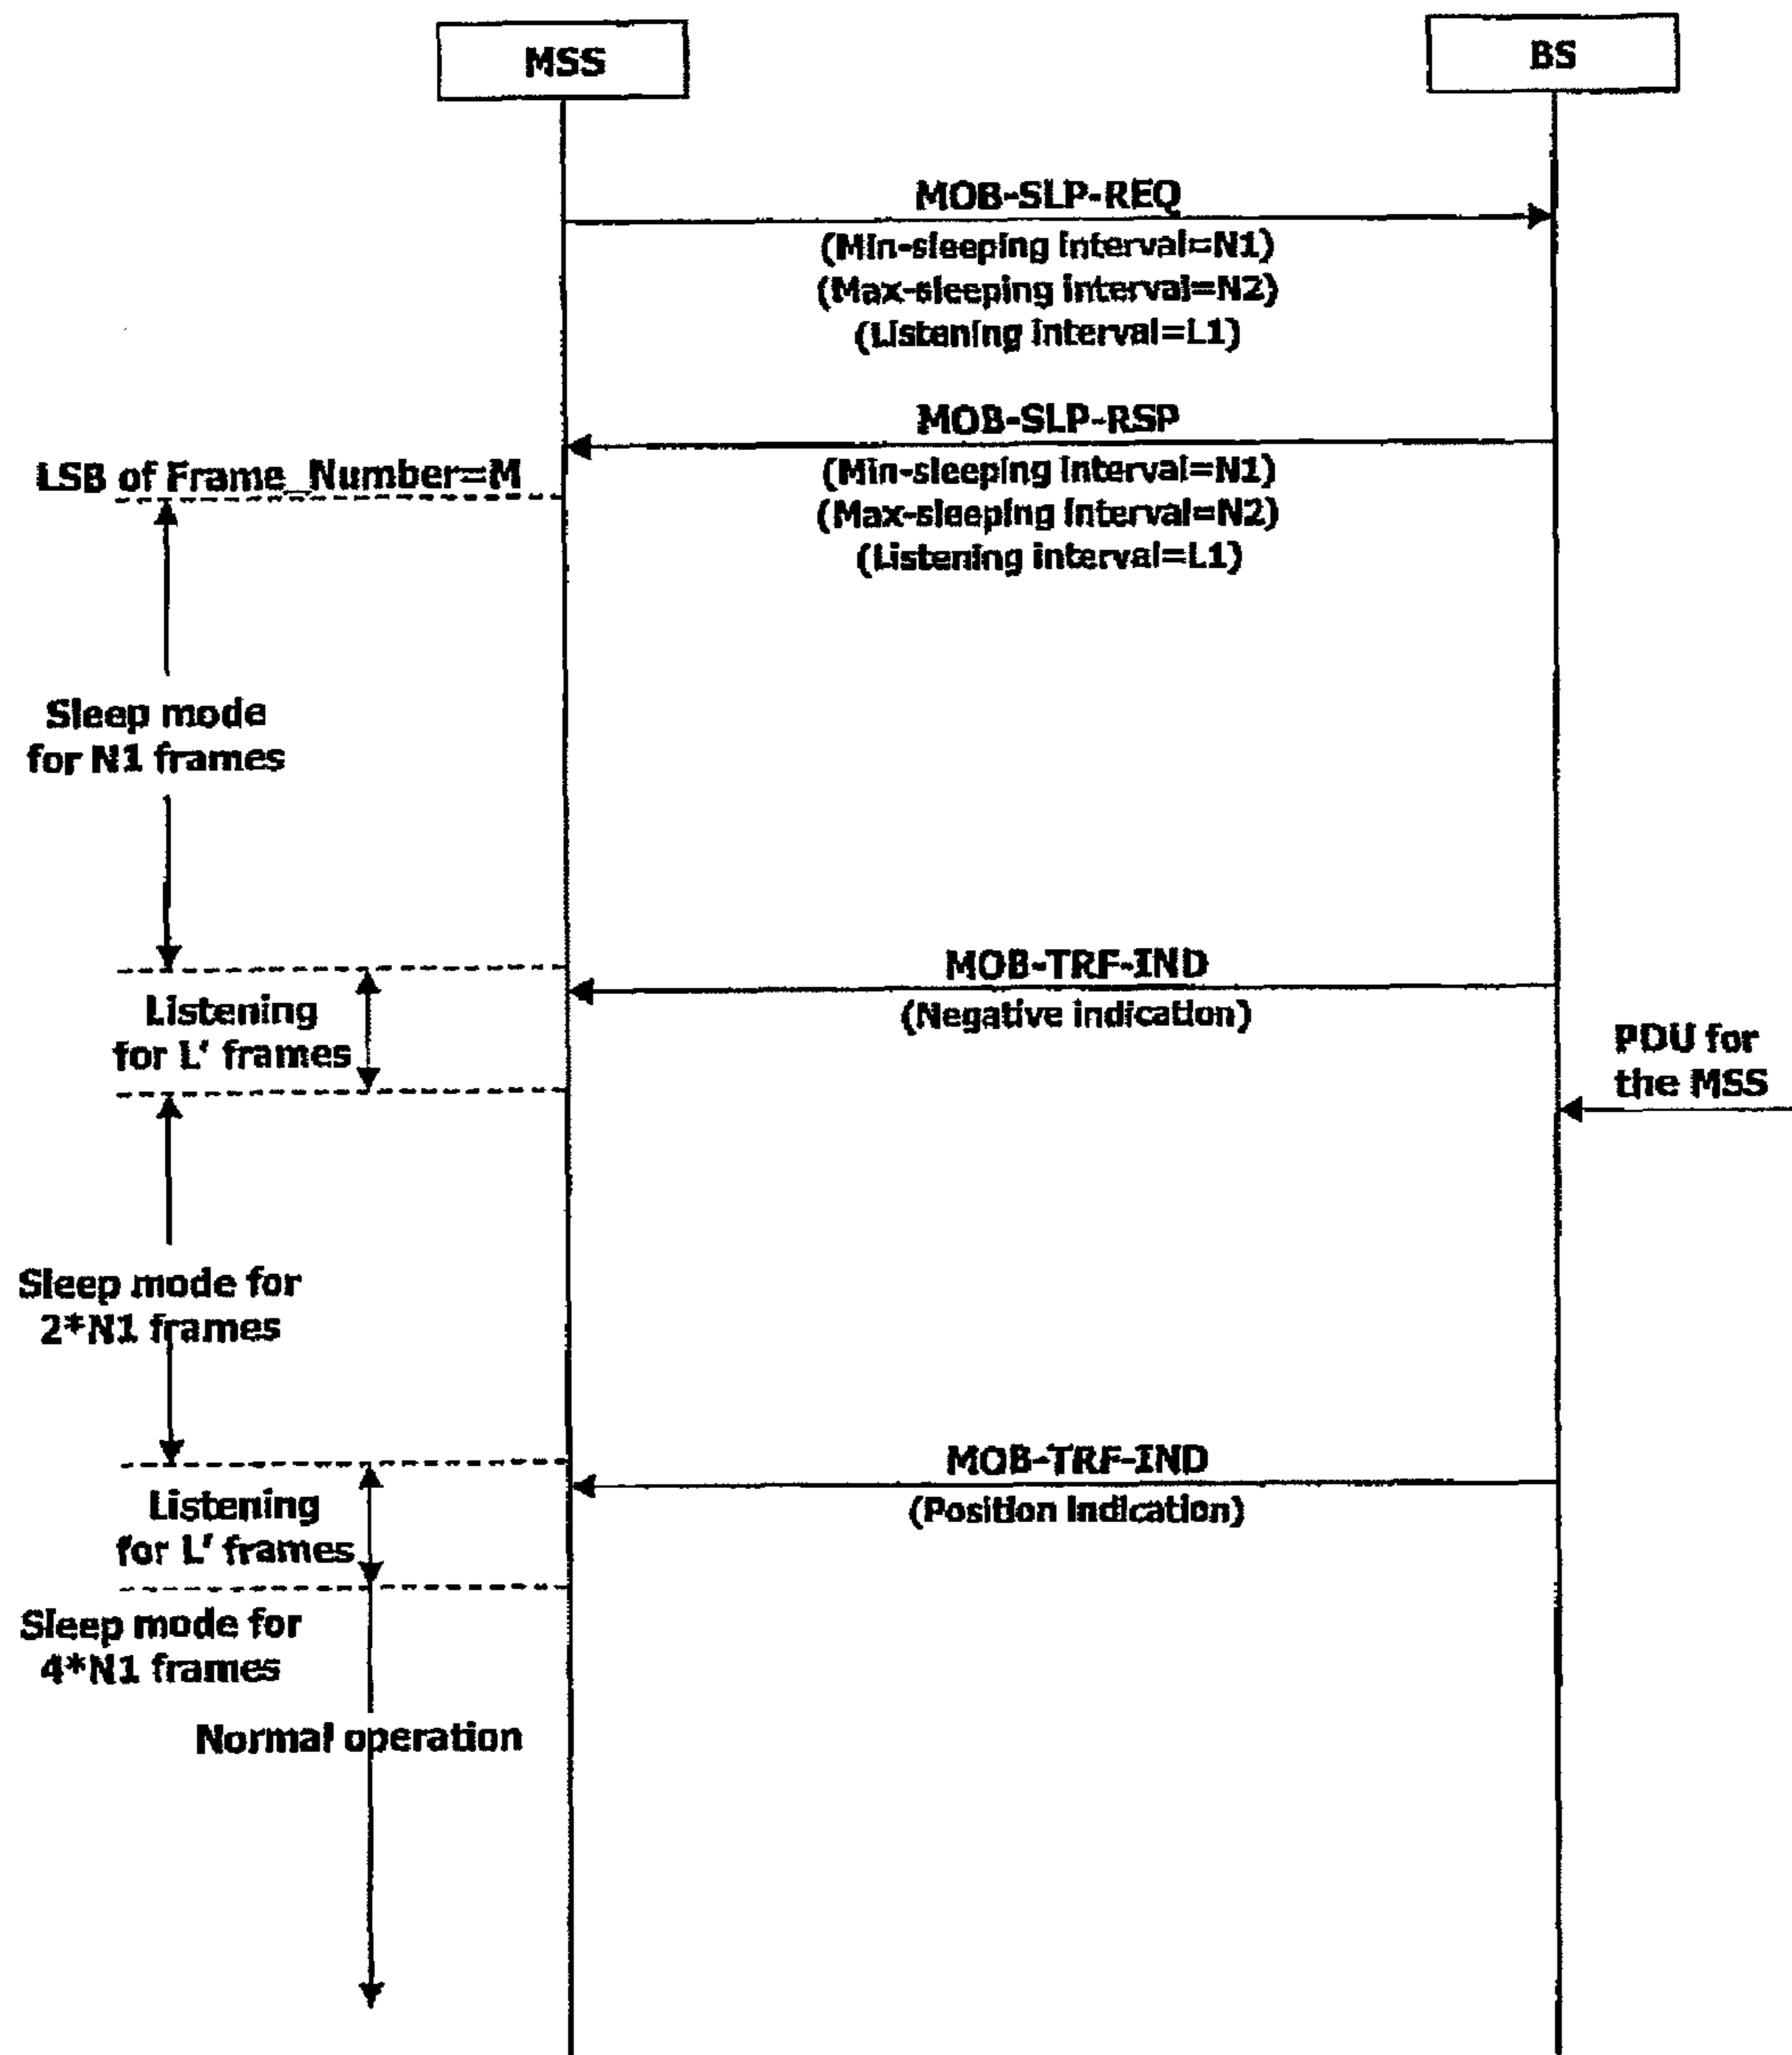 MSS
BS
MOB-SLP-REQ
(Min-sleeping interval=N1)
(Max-sleeping interval=N2)
(Listening interval=L1)
MOB-SLP-RSP
LSB of Frame_Number=M
(Min-sleeping interval=N1)
(Max-sleeping interval=N2)
(Listening interval=L1)
Sleep mode
for N1 frames
MOB-TRF-IND
(Negative indication)
Listening
for L' frames
PDU for
the MSS
Sleep mode for
2*N1 frames
MOB-TRF-IND
(Position Indication)
Listening
for L' frames
Sleep mode for
4*N1 frames
Normal operation